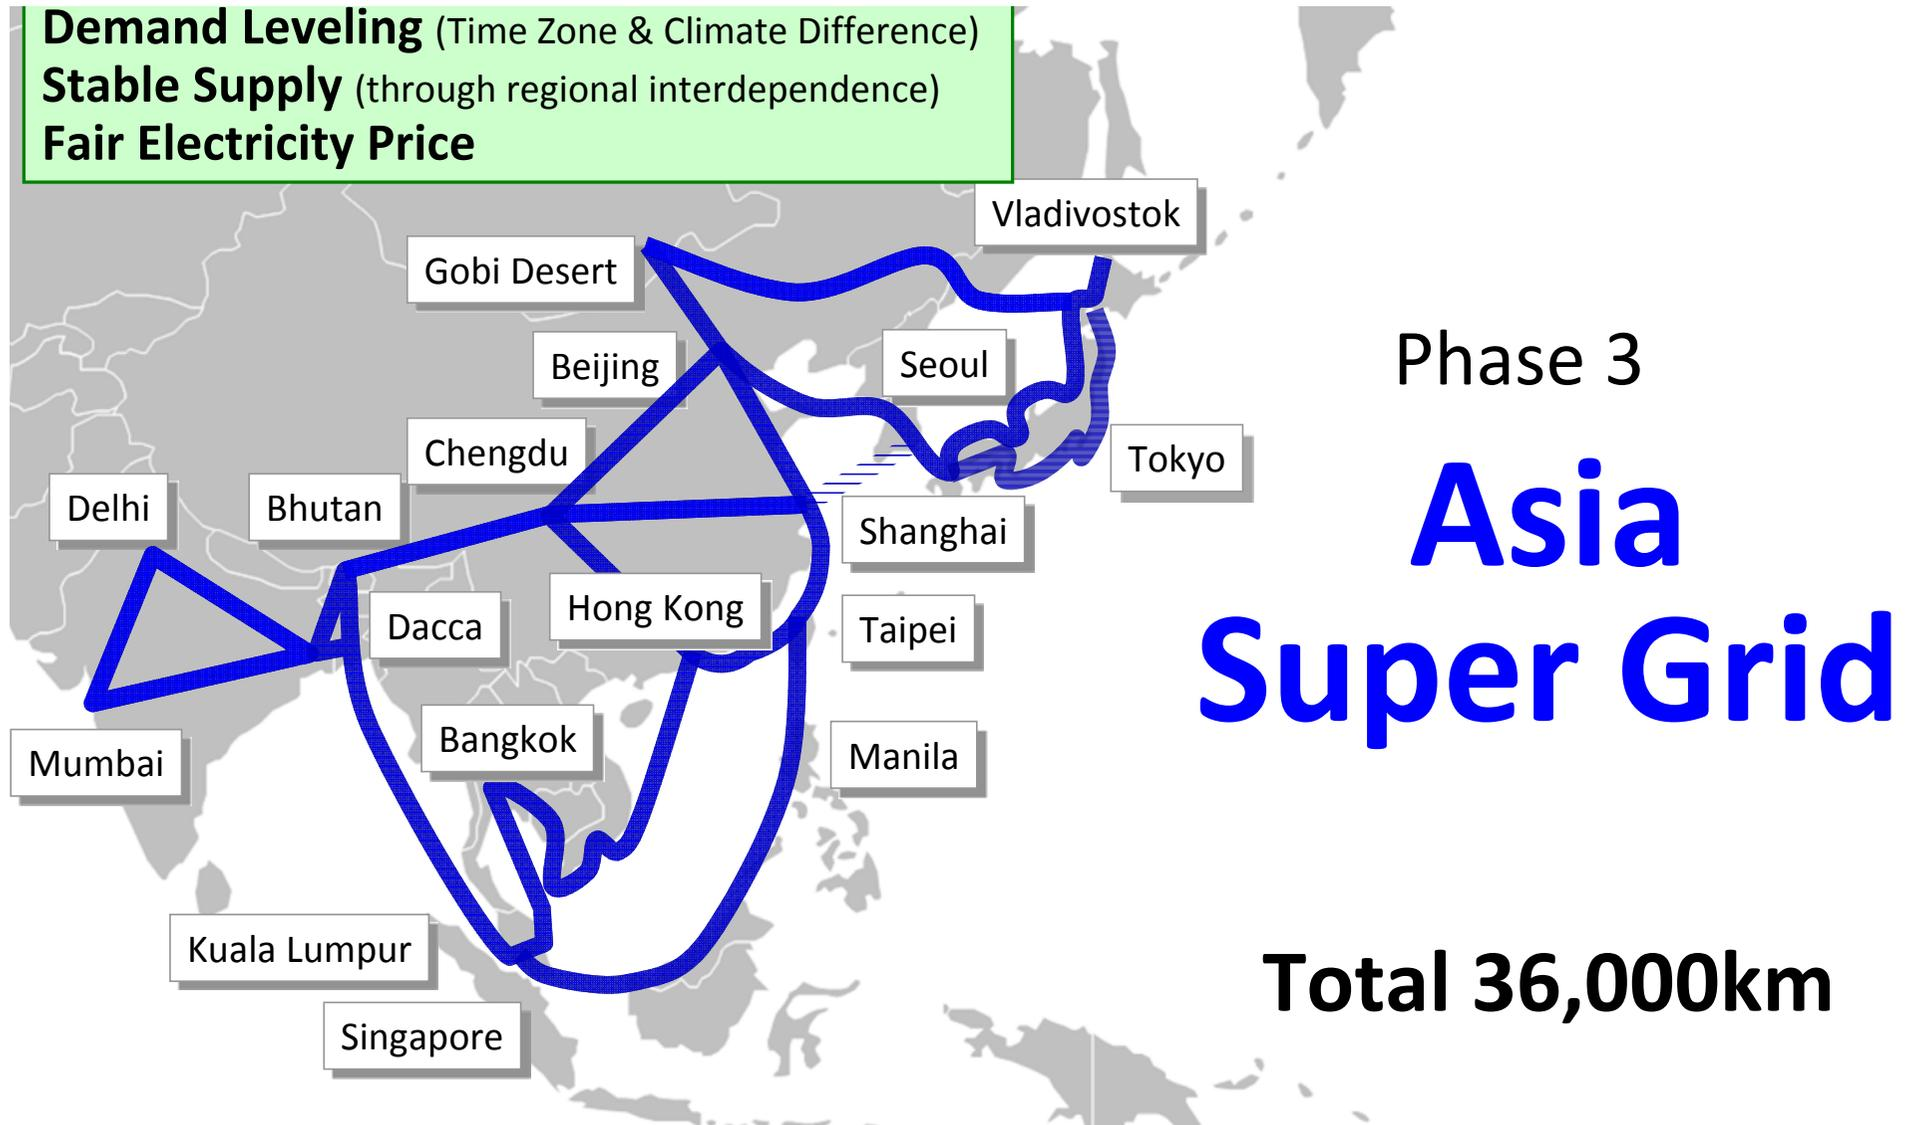 Demand Leveling (Time Zone & Climate Difference)
Stable Supply (through regional interdependence)
Fair Electricity Price
Vladivostok
Gobi Desert
Beijing
Seoul
Phase 3
Chengdu
Tokyo
Delhi
Bhutan
Shanghai
Asia
Super Grid
Hong Kong
Dacca
Taipei
Bangkok
Manila
Mumbai
Kuala Lumpur
Total 36,000km
Singapore